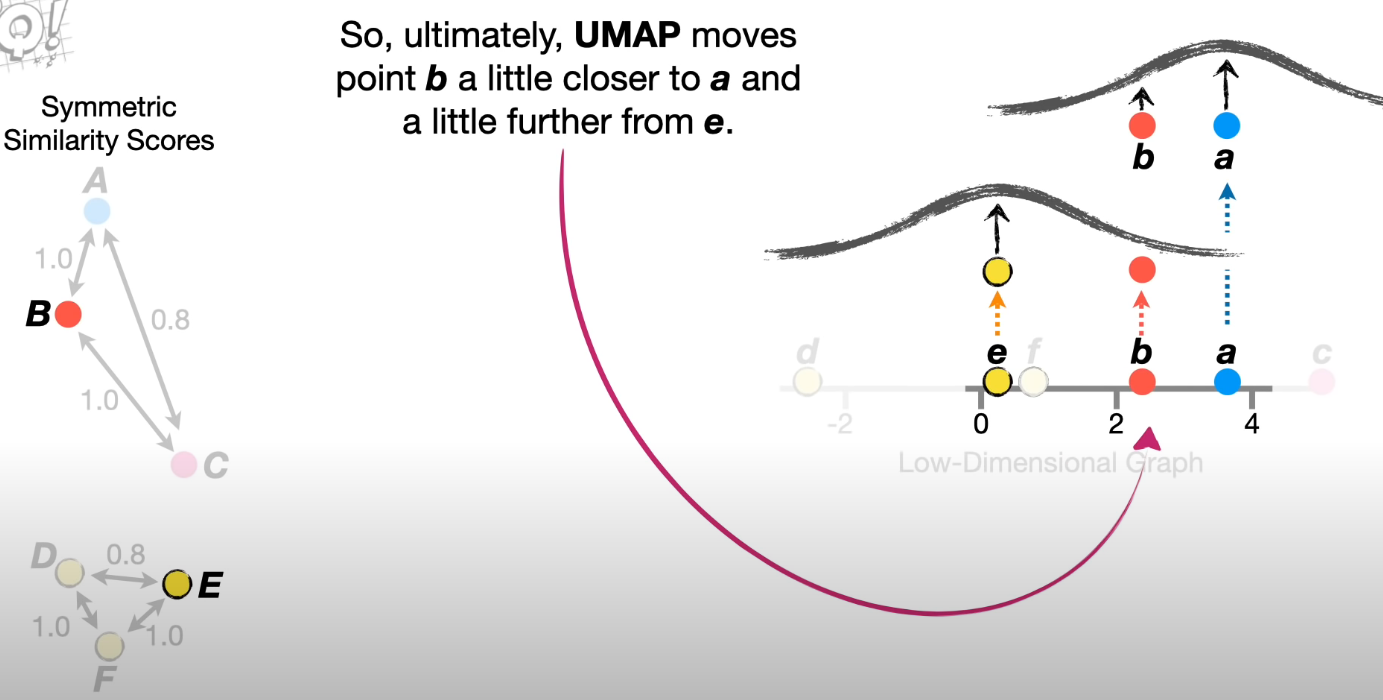 Q!
Symmetric
Similarity Scores
A
1.0
B
0.8
1.0
C
D
0.8
E
1.0
1.0
F
So, ultimately, UMAP moves
point b a little closer to a and
a little further from e.
b a
d e f b a c
-2 0 2 4
Low-Dimensional Graph